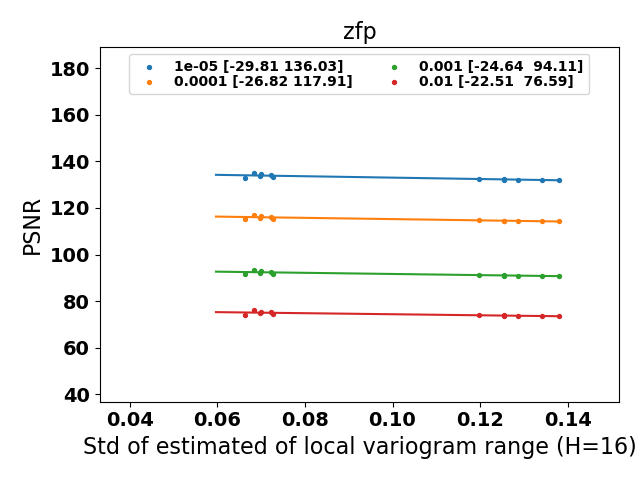 zfp
1e-05 [-29.81 136.03]
0.0001 [-26.82 117.91]
0.001 [-24.64  94.11]
0.01 [-22.51  76.59]
PSNR
180
160
140
120
100
80
60
40
0.04 0.06 0.08 0.10 0.12 0.14
Std of estimated of local variogram range (H=16)